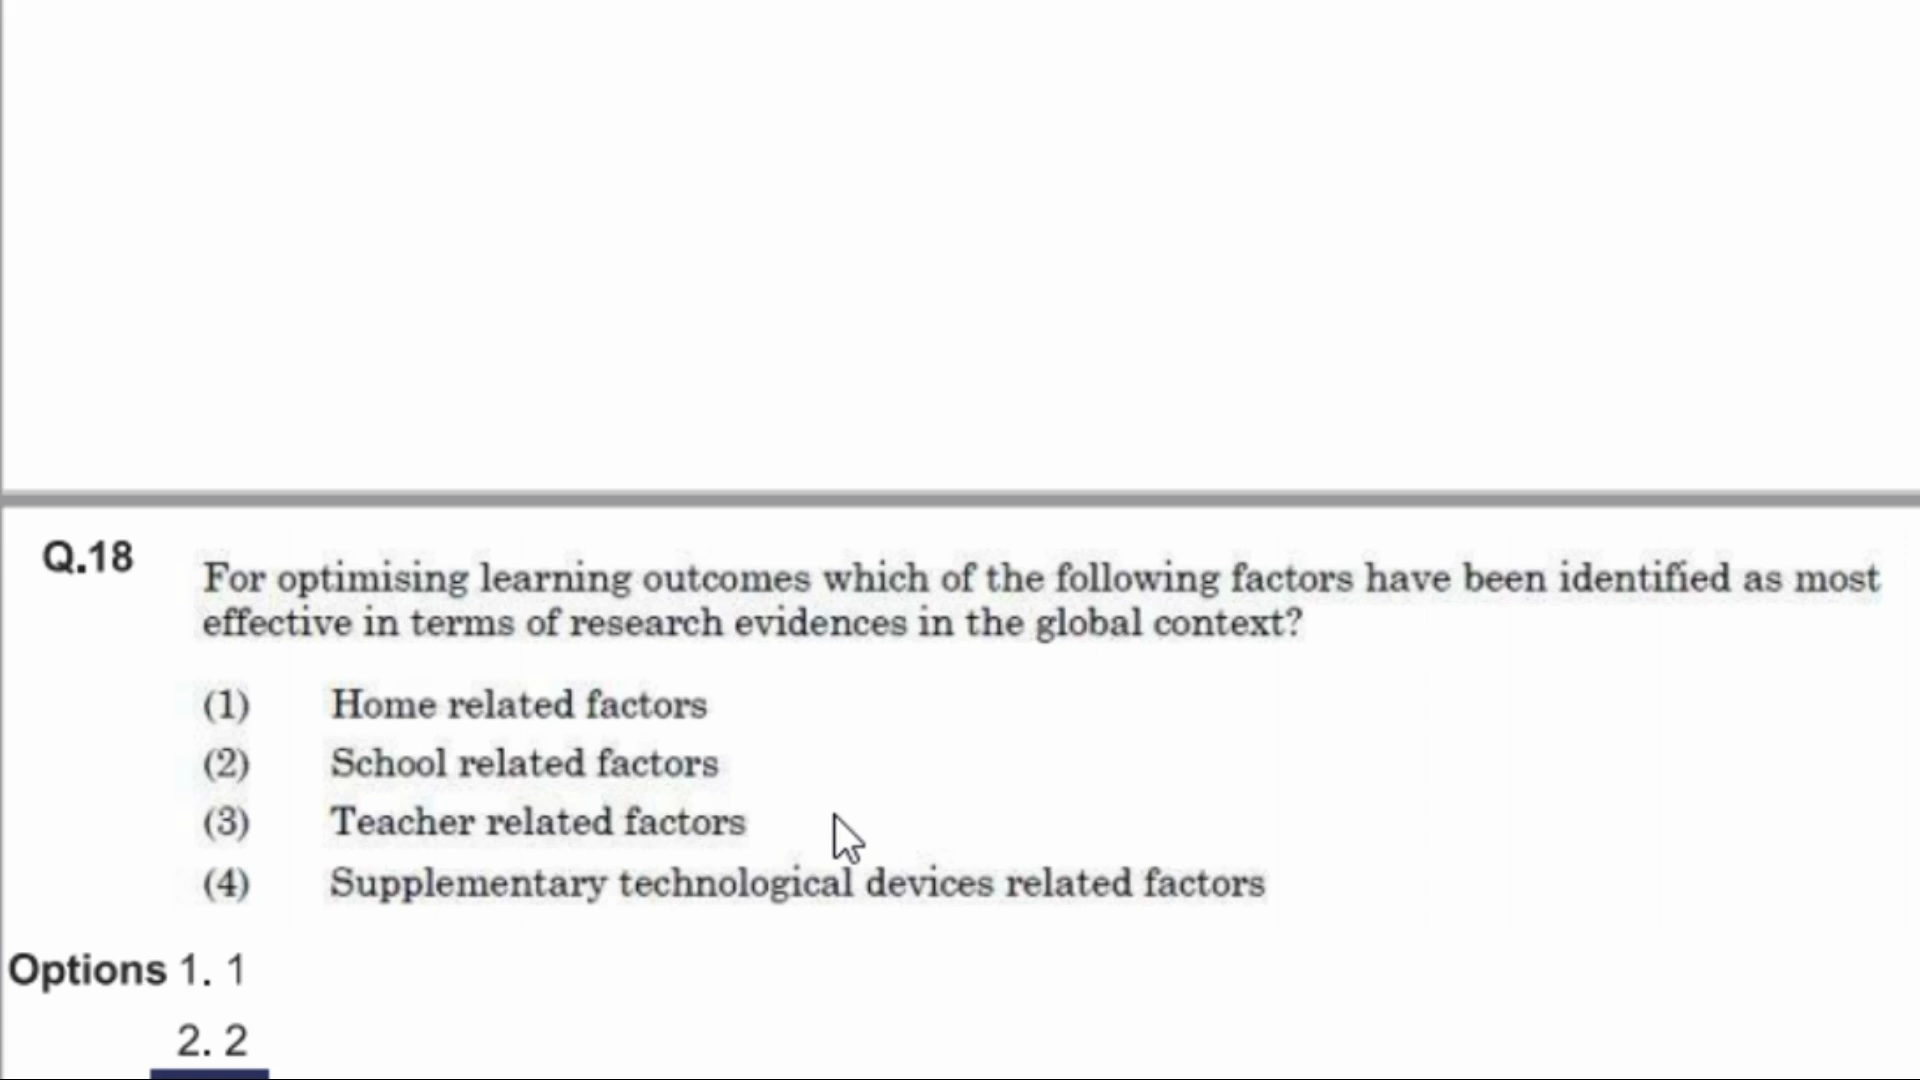 Q.18
For optimising learning outcomes which of the following factors have been identified as most
effective in terms of research evidences in the global context?
(1) Home related factors
(2) School related factors
(3) Teacher related factors
(4) Supplementary technological devices related factors
Options 1. 1
2. 2